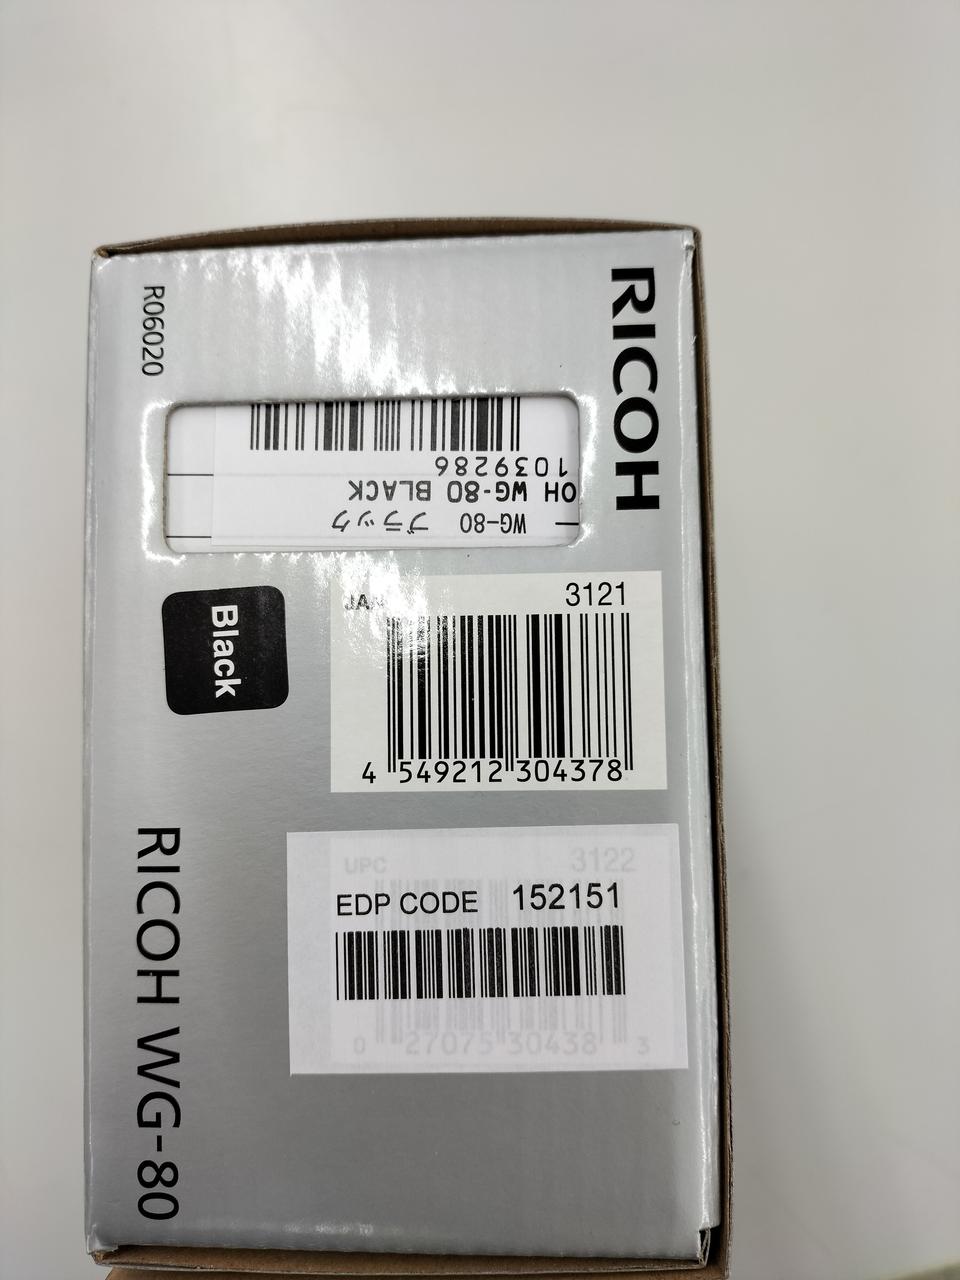 RICOH
R06020
1039286
OH WG-80 BLACK
WG-80 ブラック
Black
JAN 3121
4 549212 304378
UPC 3122
EDP CODE 152151
0 27075 30438 3
RICOH WG-80